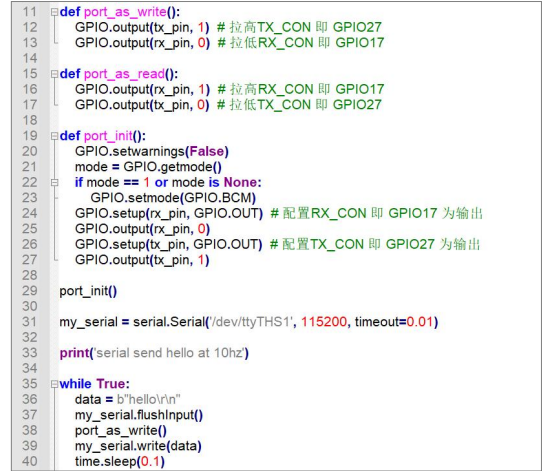 11 def port_as_write():
12     GPIO.output(tx_pin, 1)  # 拉高TX_CON 即 GPIO27
13     GPIO.output(rx_pin, 0)  # 拉低RX_CON 即 GPIO17
14
15 def port_as_read():
16     GPIO.output(rx_pin, 1)  # 拉高RX_CON 即 GPIO17
17     GPIO.output(tx_pin, 0)  # 拉低TX_CON 即 GPIO27
18
19 def port_init():
20     GPIO.setwarnings(False)
21     mode = GPIO.getmode()
22     if mode == 1 or mode is None:
23         GPIO.setmode(GPIO.BCM)
24     GPIO.setup(rx_pin, GPIO.OUT)  # 配置RX_CON 即 GPIO17 为输出
25     GPIO.output(rx_pin, 0)
26     GPIO.setup(tx_pin, GPIO.OUT)  # 配置TX_CON 即 GPIO27 为输出
27     GPIO.output(tx_pin, 1)
28
29 port_init()
30
31 my_serial = serial.Serial('/dev/ttyTHS1', 115200, timeout=0.01)
32
33 print('serial send hello at 10hz')
34
35 while True:
36     data = b"hello\r\n"
37     my_serial.flushInput()
38     port_as_write()
39     my_serial.write(data)
40     time.sleep(0.1)